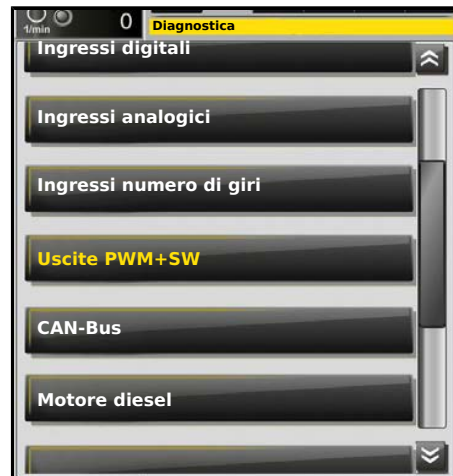 0
Diagnostica
1/min
Ingressi digitali
Ingressi analogici
Ingressi numero di giri
Uscite PWM+SW
CAN-Bus
Motore diesel